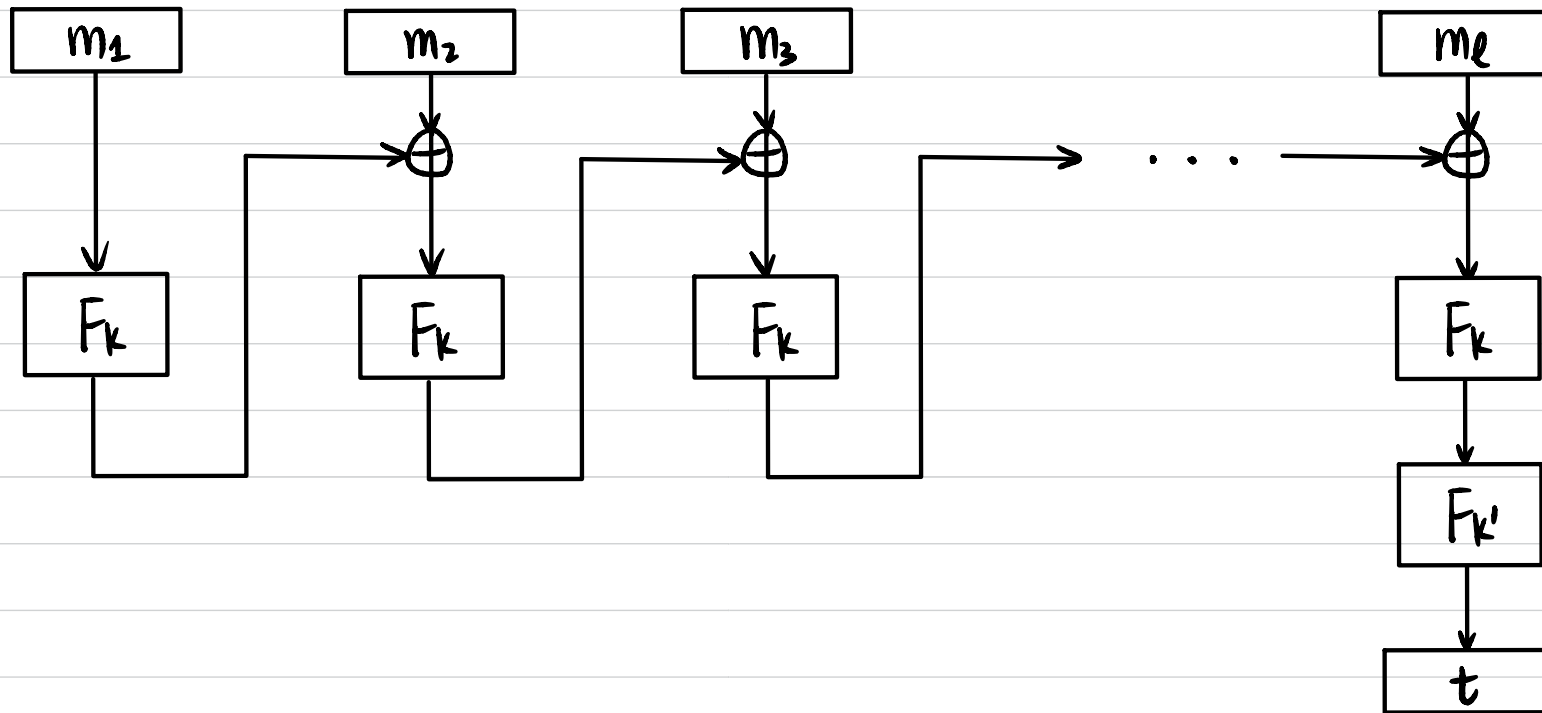 m₁ m₂ m₃ . . . mℓ
Fₖ Fₖ Fₖ Fₖ
Fₖ'
t